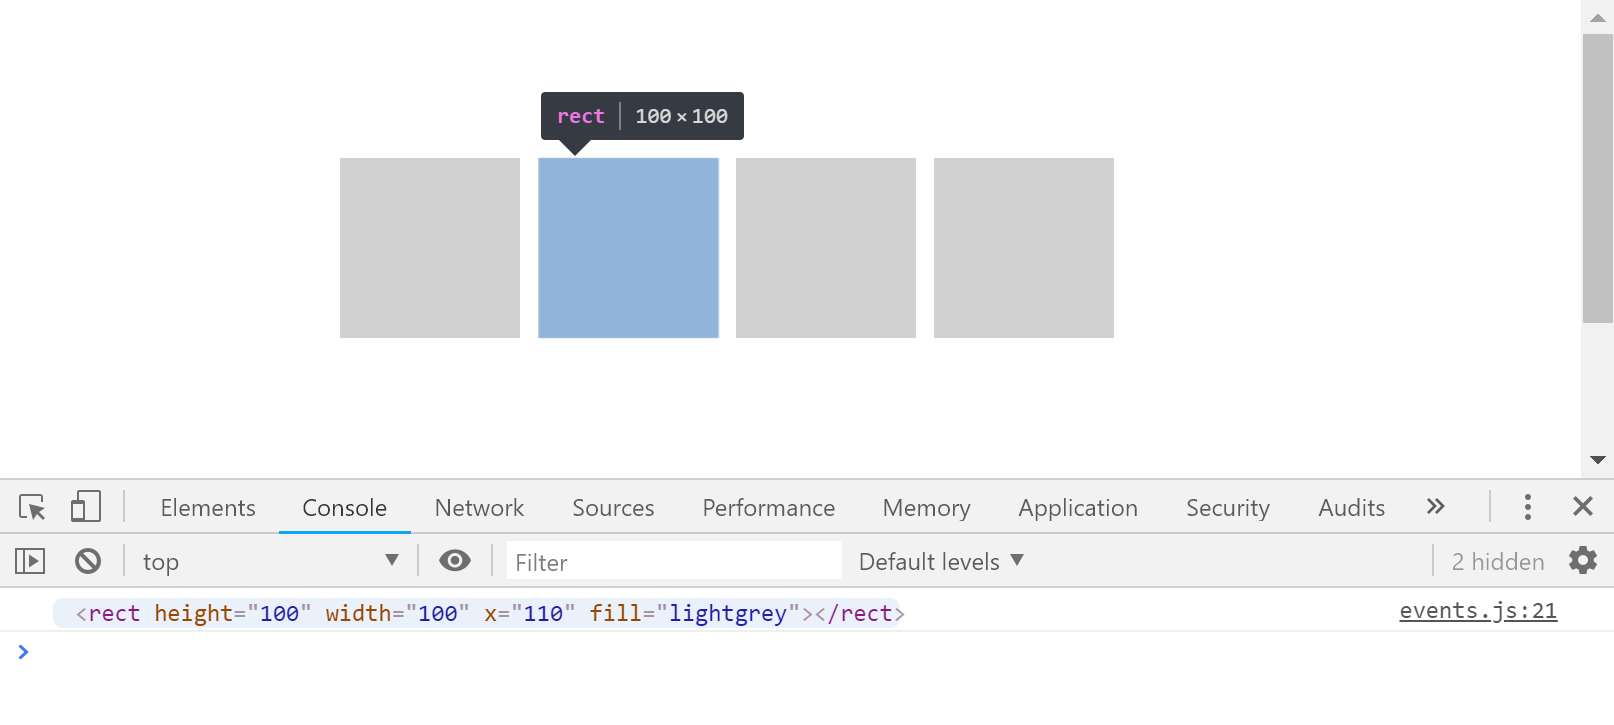 rect 100 × 100
Elements Console Network Sources Performance Memory Application Security Audits
top Filter Default levels 2 hidden
<rect height="100" width="100" x="110" fill="lightgrey"></rect> events.js:21